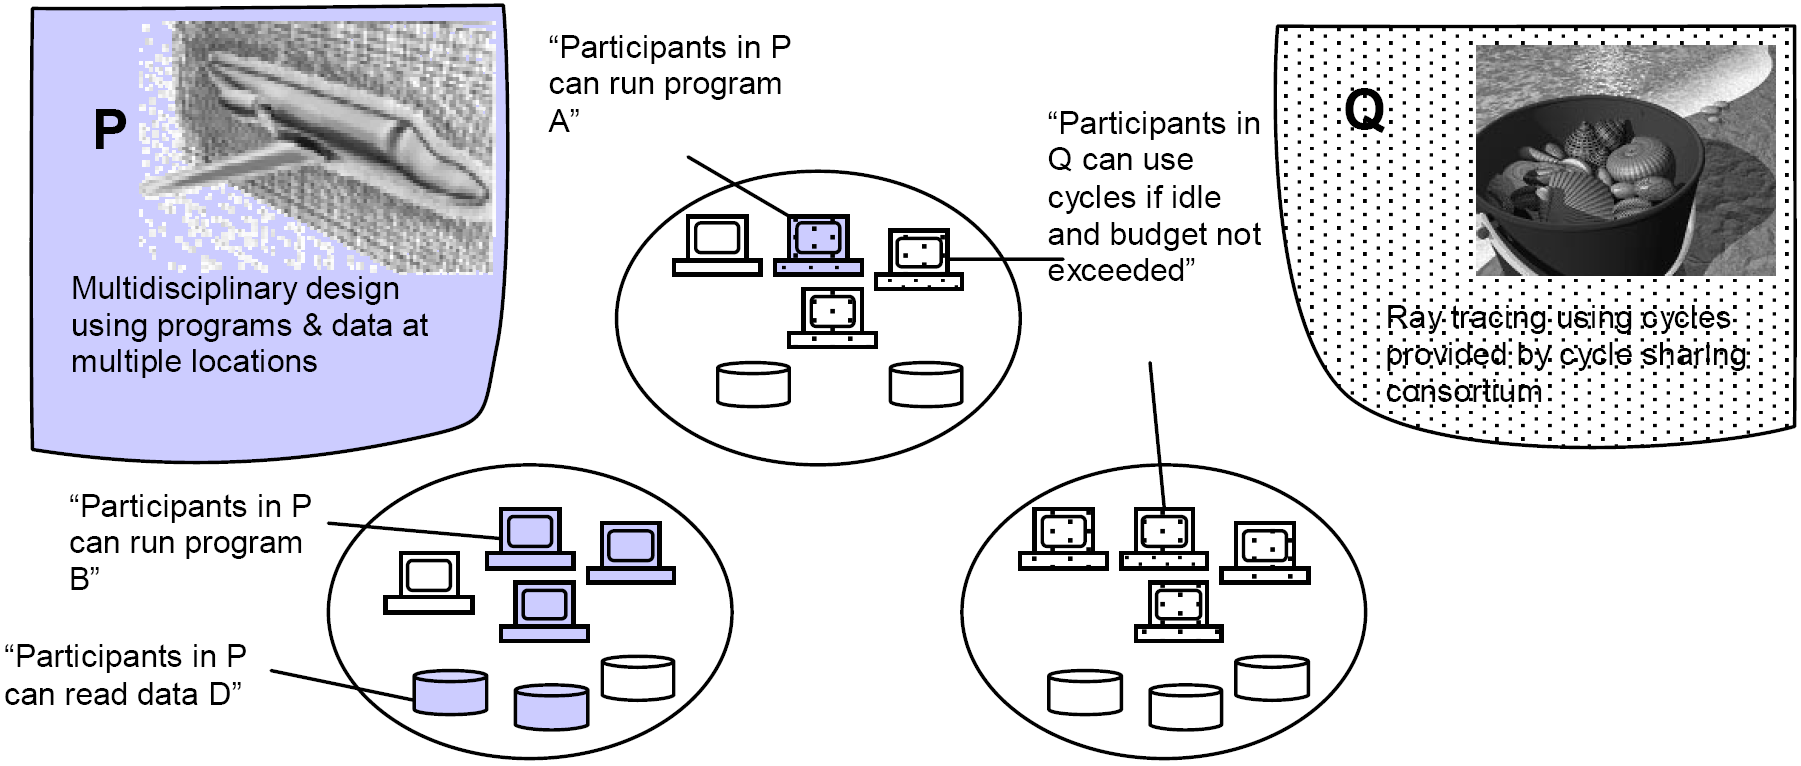 P
Multidisciplinary design
using programs & data at
multiple locations
“Participants in P
can run program
A”
“Participants in
Q can use
cycles if idle
and budget not
exceeded”
Q
Ray tracing using cycles
provided by cycle sharing
consortium
“Participants in P
can run program
B”
“Participants in P
can read data D”